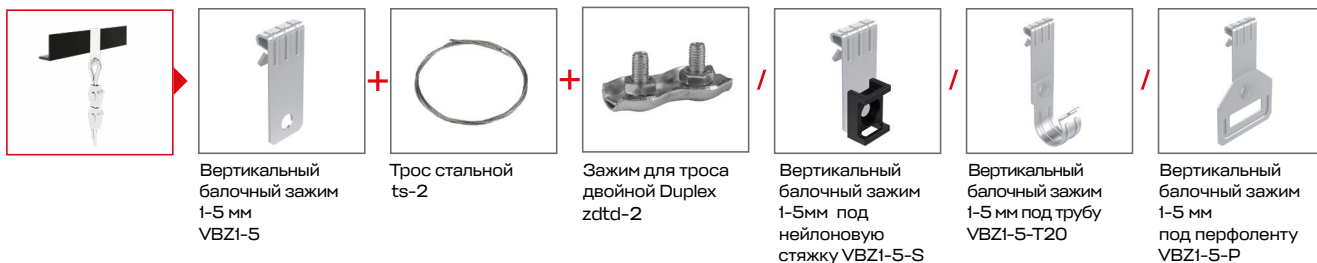 +
+
/
/
/
Вертикальный
балочный зажим
1-5 мм
VBZ1-5
Трос стальной
ts-2
Зажим для троса
двойной Duplex
zdtd-2
Вертикальный
балочный зажим
1-5мм под
нейлоновую
стяжку VBZ1-5-S
Вертикальный
балочный зажим
1-5 мм под трубу
VBZ1-5-T20
Вертикальный
балочный зажим
1-5 мм
под перфоленту
VBZ1-5-P